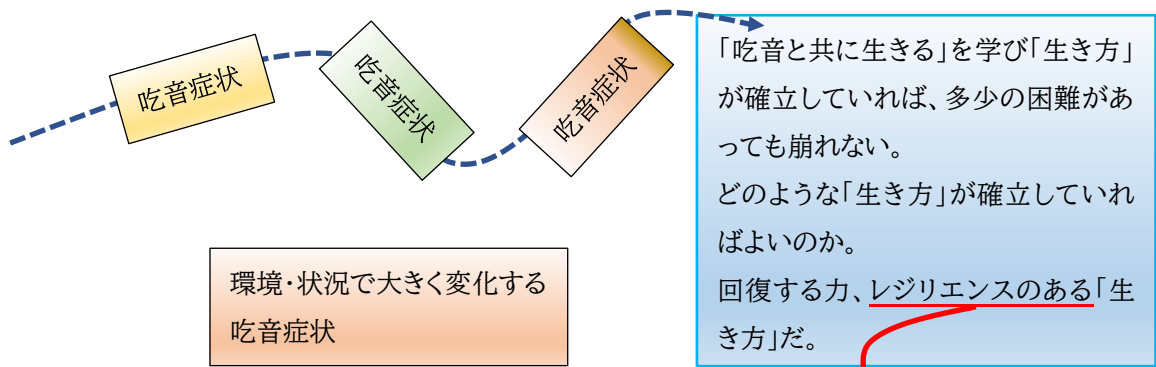 吃音症状
吃音症状
吃音症状
「吃音と共に生きる」を学び「生き方」
が確立していれば、多少の困難があ
っても崩れない。
どのような「生き方」が確立していれ
ばよいのか。
回復する力、レジリエンスのある「生
き方」だ。
環境・状況で大きく変化する
吃音症状